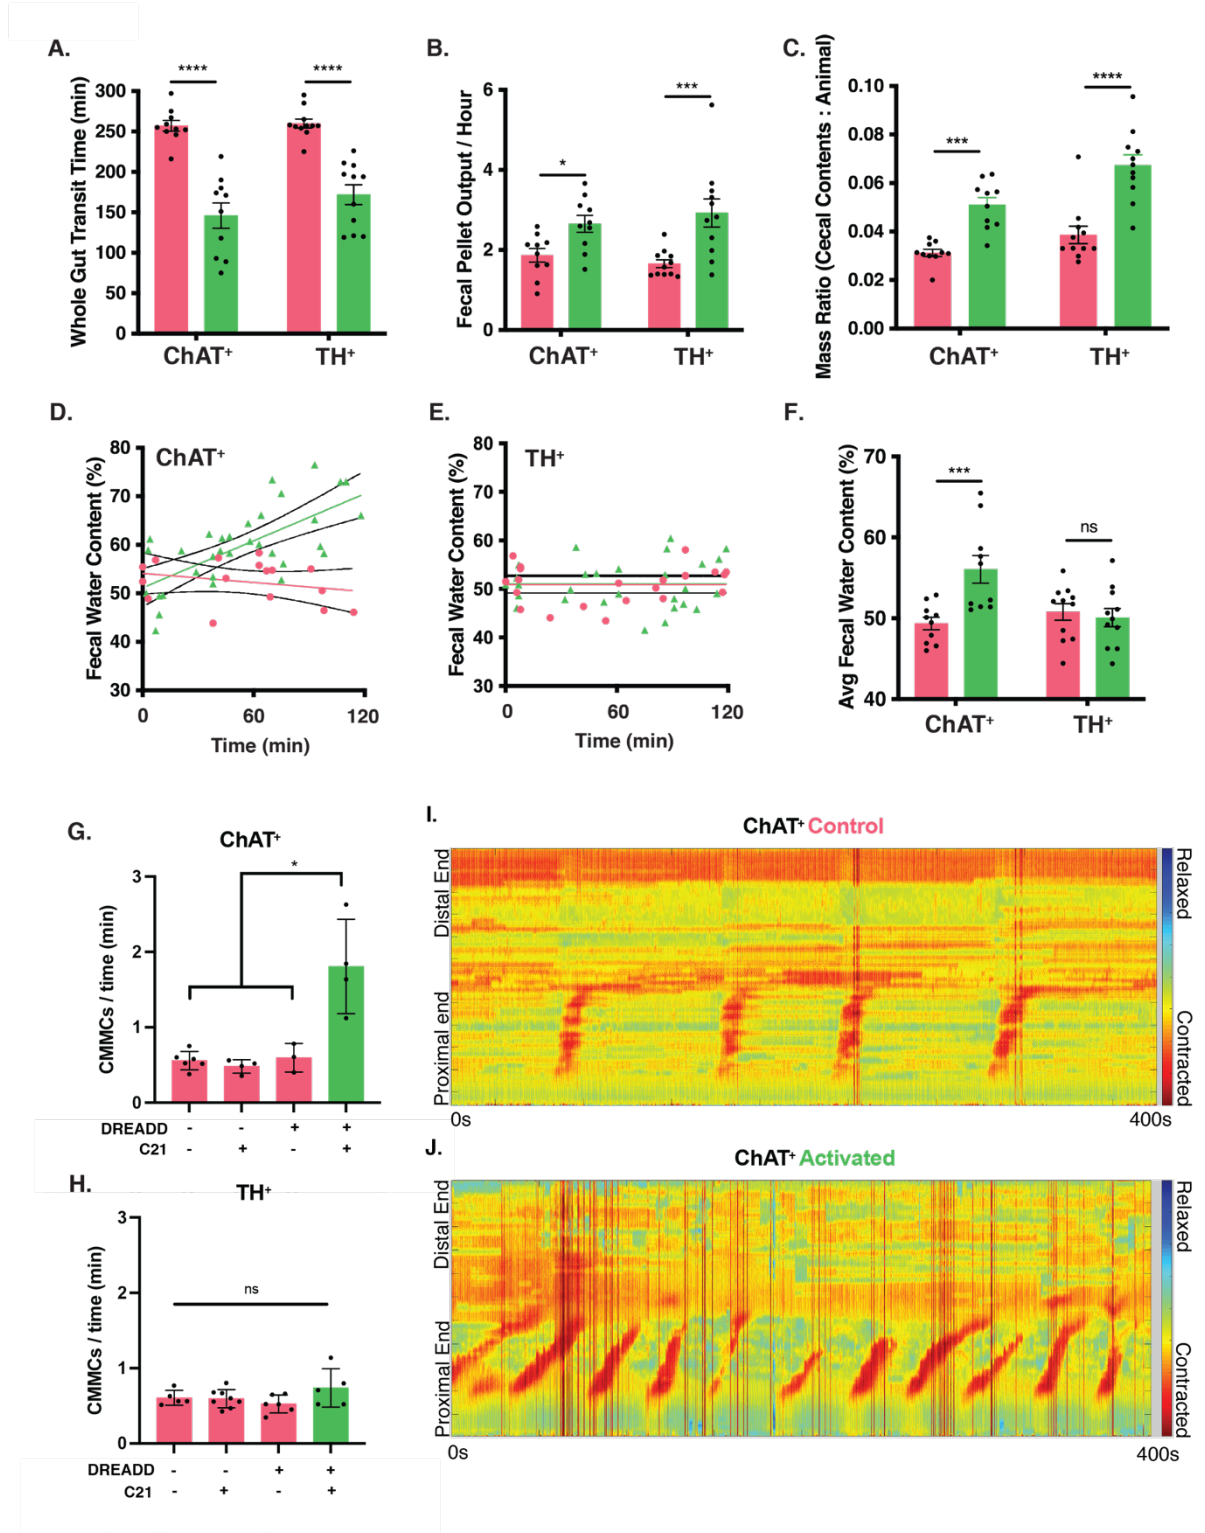 A.
Whole Gut Transit Time (min)
300
250
200
150
100
50
0
****
****
ChAT+
TH+
B.
Fecal Pellet Output / Hour
6
4
2
0
*
***
ChAT+
TH+
C.
Mass Ratio (Cecal Contents : Animal)
0.10
0.08
0.06
0.04
0.02
0.00
***
****
ChAT+
TH+
D.
Fecal Water Content (%)
ChAT+
80
70
60
50
40
30
0
60
120
Time (min)
E.
Fecal Water Content (%)
TH+
80
70
60
50
40
30
0
60
120
Time (min)
F.
Avg Fecal Water Content (%)
70
60
50
40
***
ns
ChAT+
TH+
G.
ChAT+
CMMCs / time (min)
3
2
1
0
*
DREADD - - + +
C21 - + - +
H.
TH+
CMMCs / time (min)
3
2
1
0
ns
DREADD - - + +
C21 - + - +
I.
ChAT+ Control
Distal End
Proximal end
Relaxed
Contracted
0s
400s
J.
ChAT+ Activated
Distal End
Proximal End
Relaxed
Contracted
0s
400s